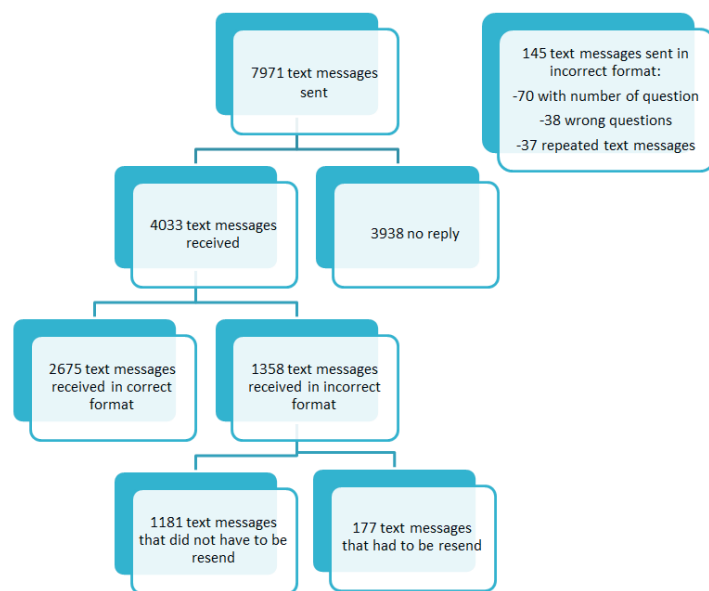 7971 text messages
sent
145 text messages sent in
incorrect format:
-70 with number of question
-38 wrong questions
-37 repeated text messages
4033 text messages
received
3938 no reply
2675 text messages
received in correct
format
1358 text messages
received in incorrect
format
1181 text messages
that did not have to be
resend
177 text messages
that had to be resend